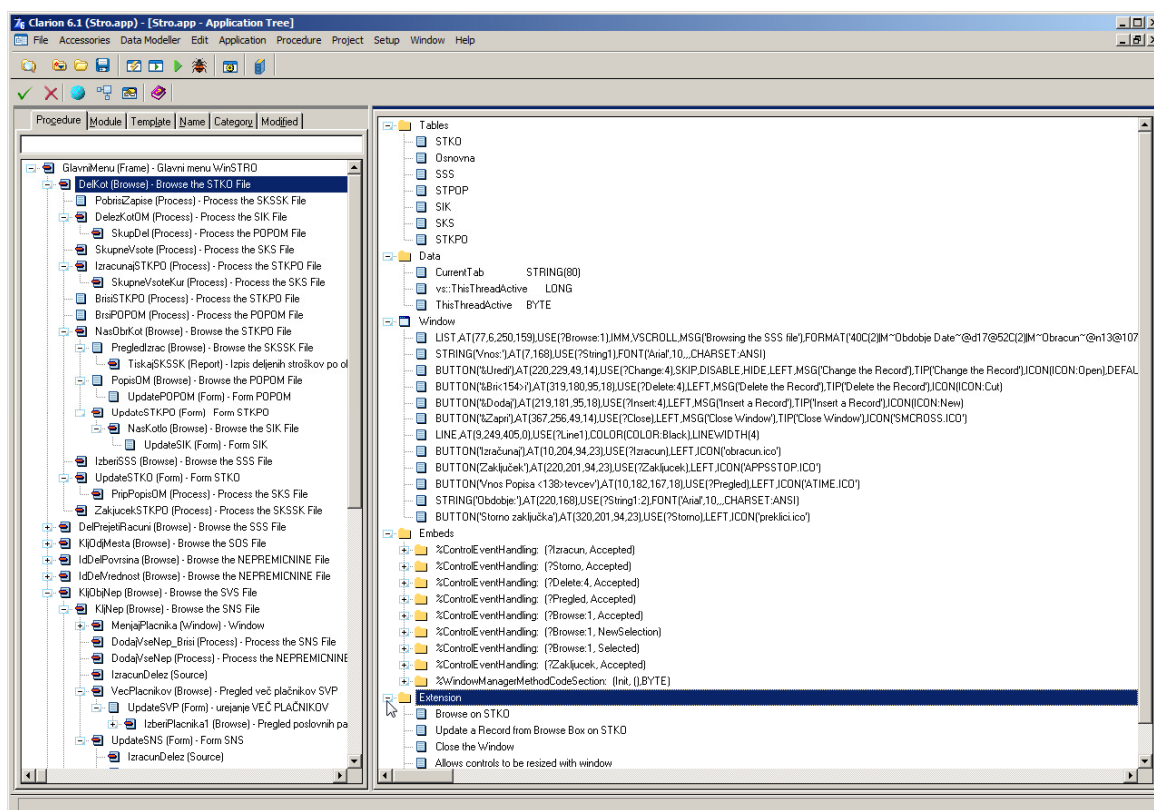 Clarion 6.1 (Stro.app) - [Stro.app - Application Tree]
File Accessories Data Modeller Edit Application Procedure Project Setup Window Help
Procedure Module Template Name Category Modified
GlavniMenu (Frame) - Glavni menu WinSTRO
DelKot (Browse) - Browse the STKO File
PobrisiZapise (Process) - Process the SKSSK File
DelezKotOM (Process) - Process the SIK File
SkupDel (Process) - Process the POPOM File
SkupneVsote (Process) - Process the SKS File
IzracunajSTKPO (Process) - Process the STKPO File
SkupneVsoteKur (Process) - Process the SKS File
BrisiSTKPO (Process) - Process the STKPO File
BrsiPOPOM (Process) - Process the POPOM File
NasObrKot (Browse) - Browse the STKPO File
PregledIzrac (Browse) - Browse the SKSSK File
TiskajSKSSK (Report) - Izpis deljenih stroškov po ol
PopisOM (Browse) - Browse the POPOM File
UpdatePOPOM (Form) - Form POPOM
UpdateSTKPO (Form) Form STKPO
NasKotlo (Browse) - Browse the SIK File
UpdateSIK (Form) - Form SIK
IzberiSSS (Browse) - Browse the SSS File
UpdateSTKO (Form) - Form STKO
PripPopisOM (Process) - Process the SKS File
ZakjucekSTKPO (Process) - Process the SKSSK File
DelPrejetiRacuni (Browse) - Browse the SSS File
KljOdjMesta (Browse) - Browse the SOS File
IdDelPovrsina (Browse) - Browse the NEPREMICNINE File
IdDelVrednost (Browse) - Browse the NEPREMICNINE File
KljObjNep (Browse) - Browse the SVS File
KljNep (Browse) - Browse the SNS File
MenjajPlacnika (Window) - Window
DodajVseNep_Brisi (Process) - Process the SNS File
DodajVseNep (Process) - Process the NEPREMICNINE
IzracunDelez (Source)
VecPlacnikov (Browse) - Pregled več plačnikov SVP
UpdateSVP (Form) - urejanje VEČ PLAČNIKOV
IzberiPlacnika1 (Browse) - Pregled poslovnih pa
UpdateSNS (Form) - Form SNS
IzracunDelez (Source)
Tables
STKO
Osnovna
SSS
STPOP
SIK
SKS
STKPO
Data
CurrentTab STRING(80)
vs::ThisThreadActive LONG
ThisThreadActive BYTE
Window
LIST,AT(77,6,250,159),USE(?Browse:1),IMM,VSCROLL,MSG('Browsing the SSS file'),FORMAT('40C(2)|M~Obdobje Date~@d17@52C(2)|M~Obracun~@n13@107
STRING('Vnos:'),AT(7,168),USE(?String1),FONT('Arial',10,,,CHARSET:ANSI)
BUTTON('&Uredi'),AT(220,229,49,14),USE(?Change:4),SKIP,DISABLE,HIDE,LEFT,MSG('Change the Record'),TIP('Change the Record'),ICON(ICON:Open),DEFAL
BUTTON('&Bri<154>i'),AT(319,180,95,18),USE(?Delete:4),LEFT,MSG('Delete the Record'),TIP('Delete the Record'),ICON(ICON:Cut)
BUTTON('&Dodaj'),AT(219,181,95,18),USE(?Insert:4),LEFT,MSG('Insert a Record'),TIP('Insert a Record'),ICON(ICON:New)
BUTTON('&Zapri'),AT(367,256,49,14),USE(?Close),LEFT,MSG('Close Window'),TIP('Close Window'),ICON('SMCROSS.ICO')
LINE,AT(9,249,405,0),USE(?Line1),COLOR(COLOR:Black),LINEWIDTH(4)
BUTTON('Izračunaj'),AT(10,204,94,23),USE(?Izracun),LEFT,ICON('obracun.ico')
BUTTON('Zaključek'),AT(220,201,94,23),USE(?Zakljucek),LEFT,ICON('APPSSTOP.ICO')
BUTTON('Vnos Popisa <138>tevcev'),AT(10,182,167,18),USE(?Pregled),LEFT,ICON('ATIME.ICO')
STRING('Obdobje:'),AT(220,168),USE(?String1:2),FONT('Arial',10,,,CHARSET:ANSI)
BUTTON('Storno zaključka'),AT(320,201,94,23),USE(?Storno),LEFT,ICON('preklici.ico')
Embeds
%ControlEventHandling: (?Izracun, Accepted)
%ControlEventHandling: (?Storno, Accepted)
%ControlEventHandling: (?Delete:4, Accepted)
%ControlEventHandling: (?Pregled, Accepted)
%ControlEventHandling: (?Browse:1, Accepted)
%ControlEventHandling: (?Browse:1, NewSelection)
%ControlEventHandling: (?Browse:1, Selected)
%ControlEventHandling: (?Zakljucek, Accepted)
%WindowManagerMethodCodeSection: (Init, (),BYTE)
Extension
Browse on STKO
Update a Record from Browse Box on STKO
Close the Window
Allows controls to be resized with window